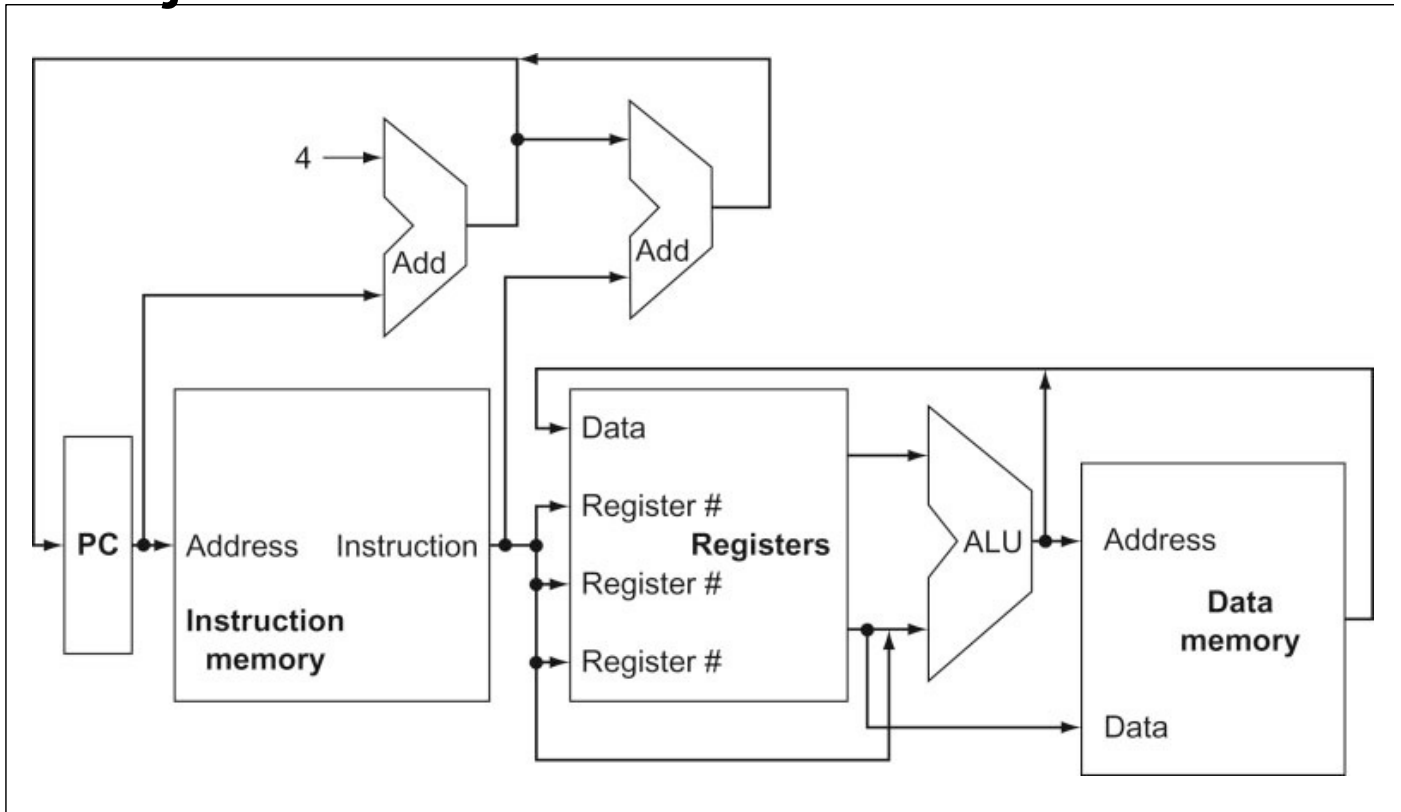 4
Add
Add
Data
Register #
PC
Address
Instruction
Registers
ALU
Address
Register #
Instruction
memory
Data
memory
Register #
Data